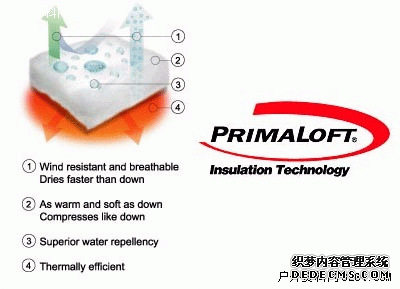 1
2
3
4
PRIMALOFT®
Insulation Technology
1 Wind resistant and breathable
Dries faster than down
2 As warm and soft as down
Compresses like down
3 Superior water repellency
4 Thermally efficient
织梦内容管理系统
DEDECMS.COM